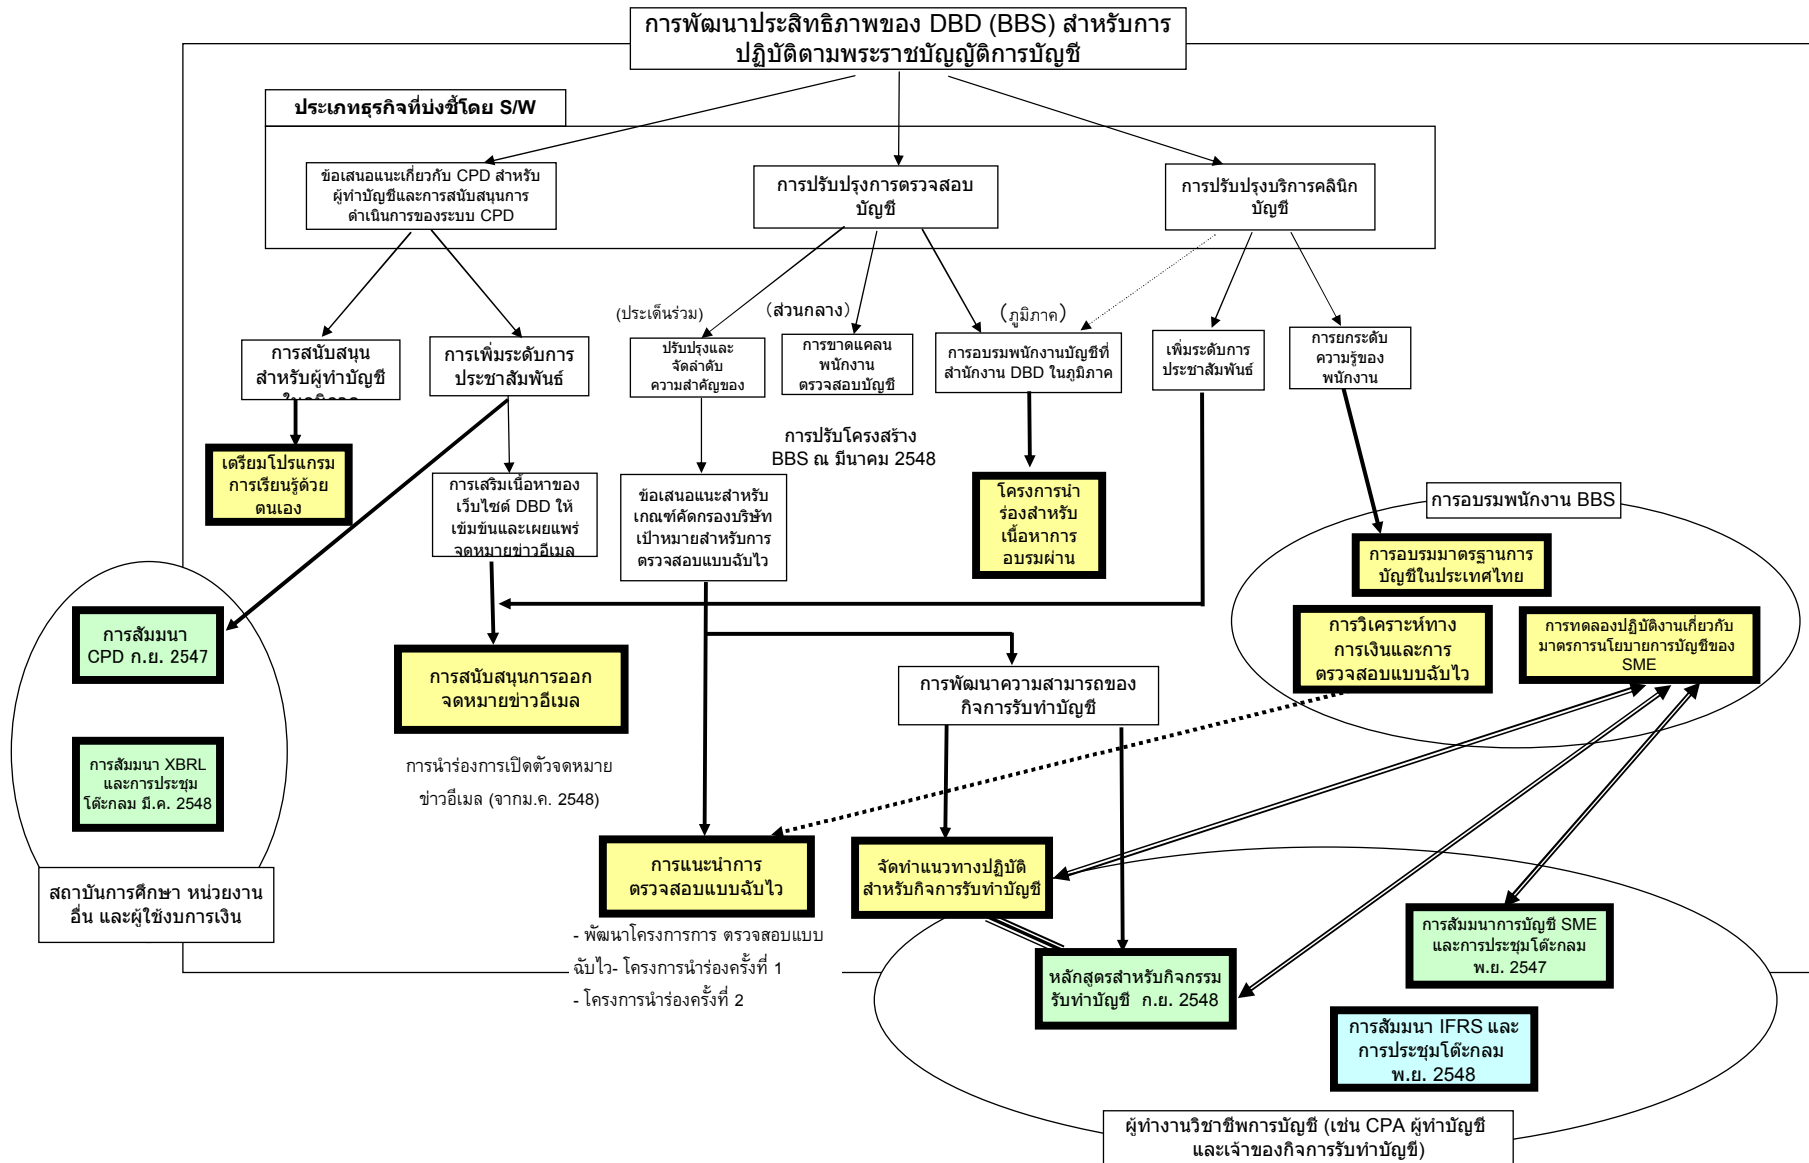 การพัฒนาประสิทธิภาพของ DBD (BBS) สำหรับการ
ปฏิบัติตามพระราชบัญญัติการบัญชี
ประเภทธุรกิจที่บ่งชี้โดย S/W
ข้อเสนอแนะเกี่ยวกับ CPD สำหรับ
ผู้ทำบัญชีและการสนับสนุนการ
ดำเนินการของระบบ CPD
การปรับปรุงการตรวจสอบ
บัญชี
การปรับปรุงบริการคลินิก
บัญชี
(ประเด็นร่วม)
(ส่วนกลาง)
(ภูมิภาค)
การสนับสนุน
สำหรับผู้ทำบัญชี
การเพิ่มระดับการ
ประชาสัมพันธ์
ปรับปรุงและ
จัดลำดับ
ความสำคัญของ
การขาดแคลน
พนักงาน
ตรวจสอบบัญชี
การอบรมพนักงานบัญชีที่
สำนักงาน DBD ในภูมิภาค
เพิ่มระดับการ
ประชาสัมพันธ์
การยกระดับ
ความรู้ของ
พนักงาน
เตรียมโปรแกรม
การเรียนรู้ด้วย
ตนเอง
การเสริมเนื้อหาของ
เว็บไซต์ DBD ให้
เข้มข้นและเผยแพร่
จดหมายข่าวอีเมล
ข้อเสนอแนะสำหรับ
เกณฑ์คัดกรองบริษัท
เป้าหมายสำหรับการ
ตรวจสอบแบบฉับไว
การปรับโครงสร้าง
BBS ณ มีนาคม 2548
โครงการนำ
ร่องสำหรับ
เนื้อหาการ
อบรมผ่าน
การอบรมพนักงาน BBS
การอบรมมาตรฐานการ
บัญชีในประเทศไทย
การวิเคราะห์ทาง
การเงินและการ
ตรวจสอบแบบฉับไว
การทดลองปฏิบัติงานเกี่ยวกับ
มาตรการนโยบายการบัญชีของ
SME
การสัมมนา
CPD ก.ย. 2547
การสนับสนุนการออก
จดหมายข่าวอีเมล
การพัฒนาความสามารถของ
กิจการรับทำบัญชี
การสัมมนา XBRL
และการประชุม
โต๊ะกลม มี.ค. 2548
การนำร่องการเปิดตัวจดหมาย
ข่าวอีเมล (จากม.ค. 2548)
สถาบันการศึกษา หน่วยงาน
อื่น และผู้ใช้งบการเงิน
การแนะนำการ
ตรวจสอบแบบฉับไว
จัดทำแนวทางปฏิบัติ
สำหรับกิจการรับทำบัญชี
- พัฒนาโครงการการ ตรวจสอบแบบ
ฉับไว- โครงการนำร่องครั้งที่ 1
- โครงการนำร่องครั้งที่ 2
หลักสูตรสำหรับกิจกรรม
รับทำบัญชี ก.ย. 2548
การสัมมนาการบัญชี SME
และการประชุมโต๊ะกลม
พ.ย. 2547
การสัมมนา IFRS และ
การประชุมโต๊ะกลม
พ.ย. 2548
ผู้ทำงานวิชาชีพการบัญชี (เช่น CPA ผู้ทำบัญชี
และเจ้าของกิจการรับทำบัญชี)